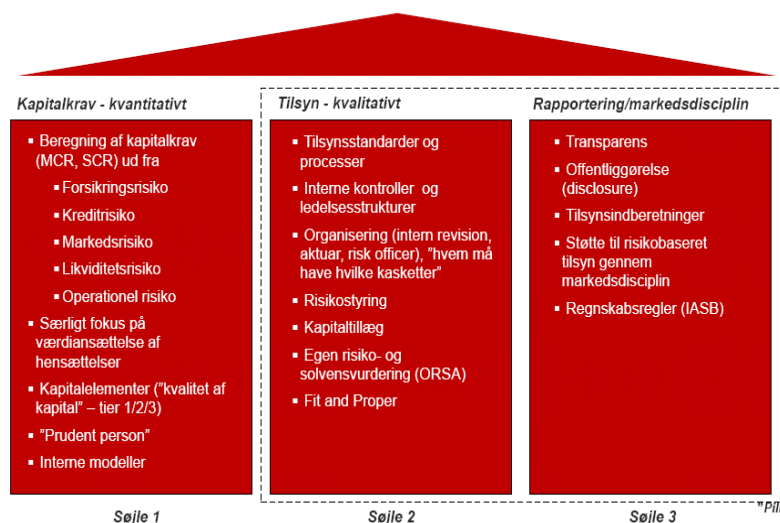 Kapitalkrav - kvantitativt
▪ Beregning af kapitalkrav
(MCR, SCR) ud fra
▪ Forsikringsrisiko
▪ Kreditrisiko
▪ Markedsrisiko
▪ Likviditetsrisiko
▪ Operationel risiko
▪ Særligt fokus på
værdiansættelse af
hensættelser
▪ Kapitalelementer ("kvalitet af
kapital" – tier 1/2/3)
▪ "Prudent person"
▪ Interne modeller
Søjle 1
Tilsyn - kvalitativt
▪ Tilsynsstandarder og
processer
▪ Interne kontroller og
ledelsesstrukturer
▪ Organisering (intern revision,
aktuar, risk officer), "hvem må
have hvilke kasketter"
▪ Risikostyring
▪ Kapitaltillæg
▪ Egen risiko- og
solvensvurdering (ORSA)
▪ Fit and Proper
Søjle 2
Rapportering/markedsdisciplin
▪ Transparens
▪ Offentliggørelse
(disclosure)
▪ Tilsynsindberetninger
▪ Støtte til risikobaseret
tilsyn gennem
markedsdisciplin
▪ Regnskabsregler (IASB)
Søjle 3